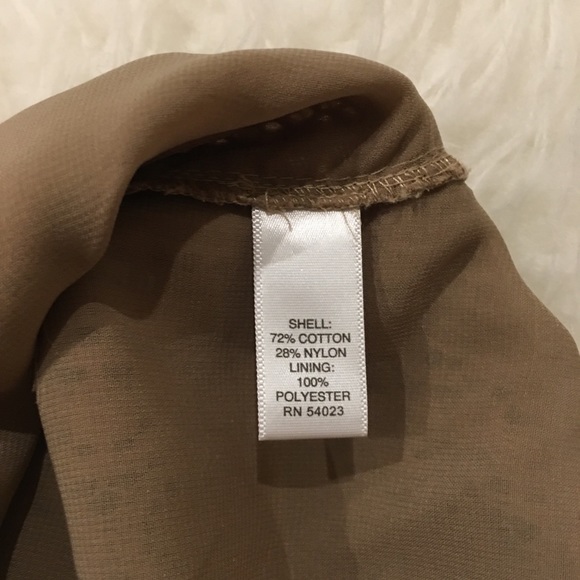 SHELL:
72% COTTON
28% NYLON
LINING:
100%
POLYESTER
RN 54023